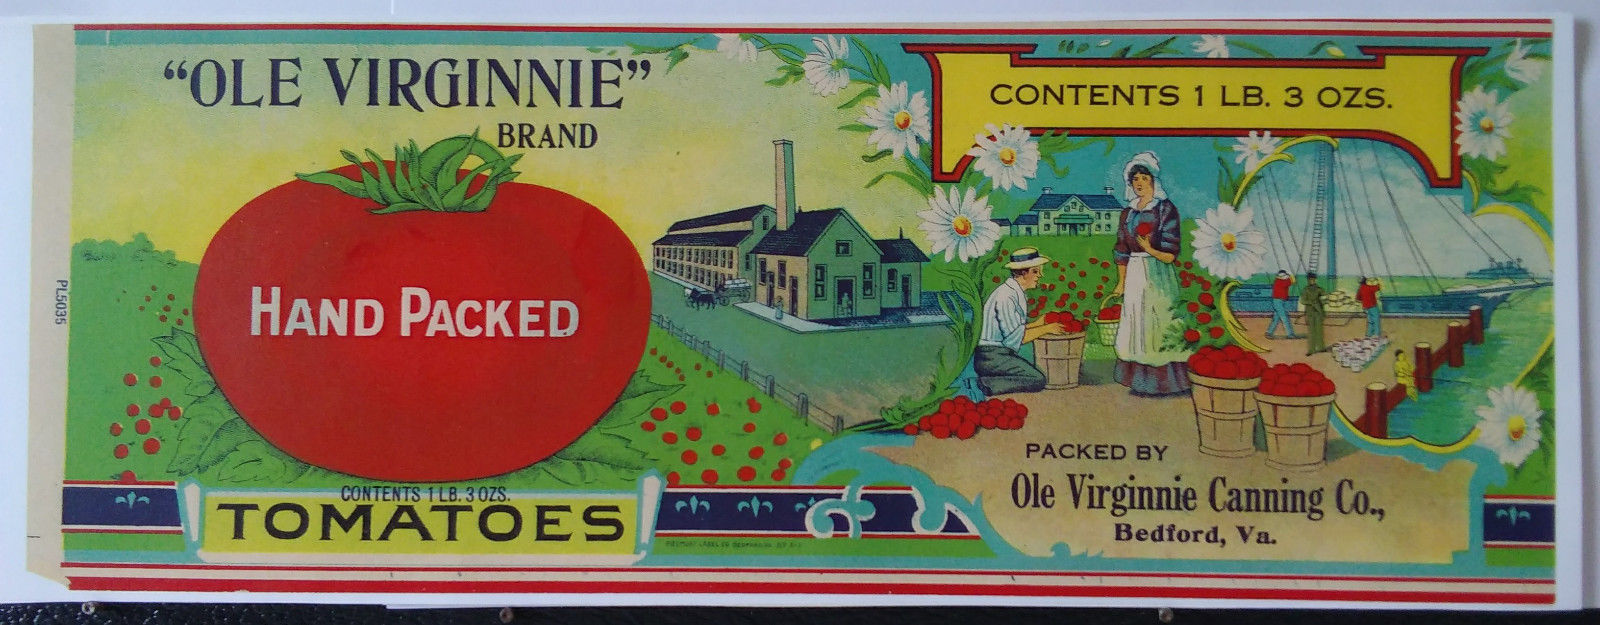 "OLE VIRGINNIE"
BRAND
HAND PACKED
CONTENTS 1 LB. 3 OZS.
TOMATOES
PL5035
CONTENTS 1 LB. 3 OZS.
PACKED BY
Ole Virginnie Canning Co.,
Bedford, Va.